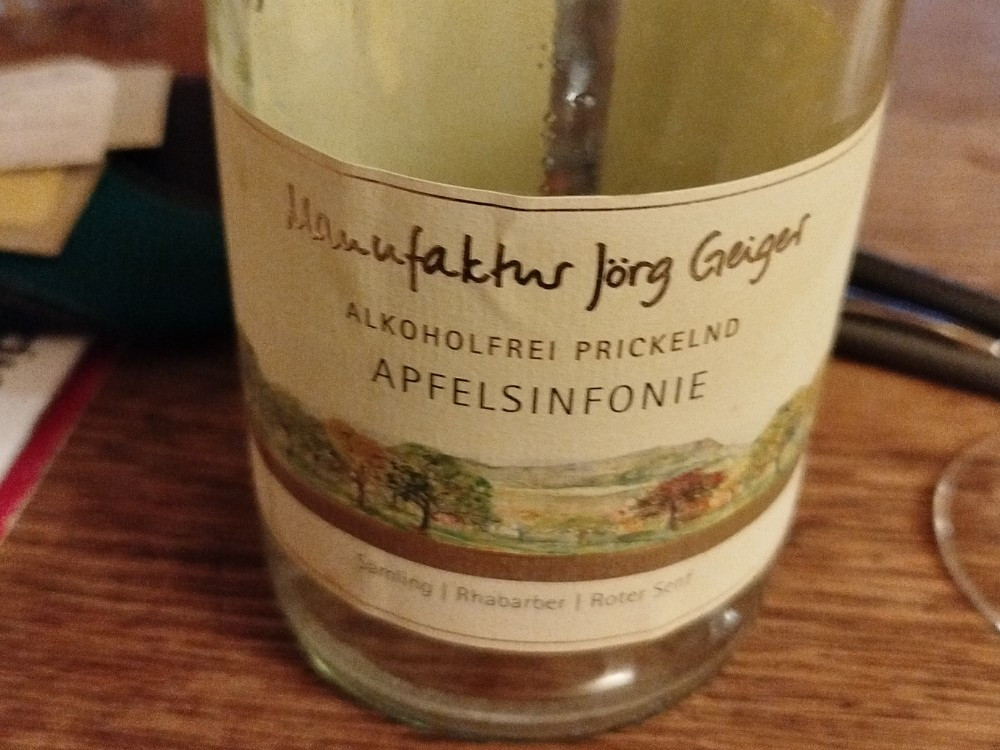 Manufaktur Jörg Geiger
ALKOHOLFREI PRICKELND
APFELSINFONIE
Sämling | Rhabarber | Roter Senf